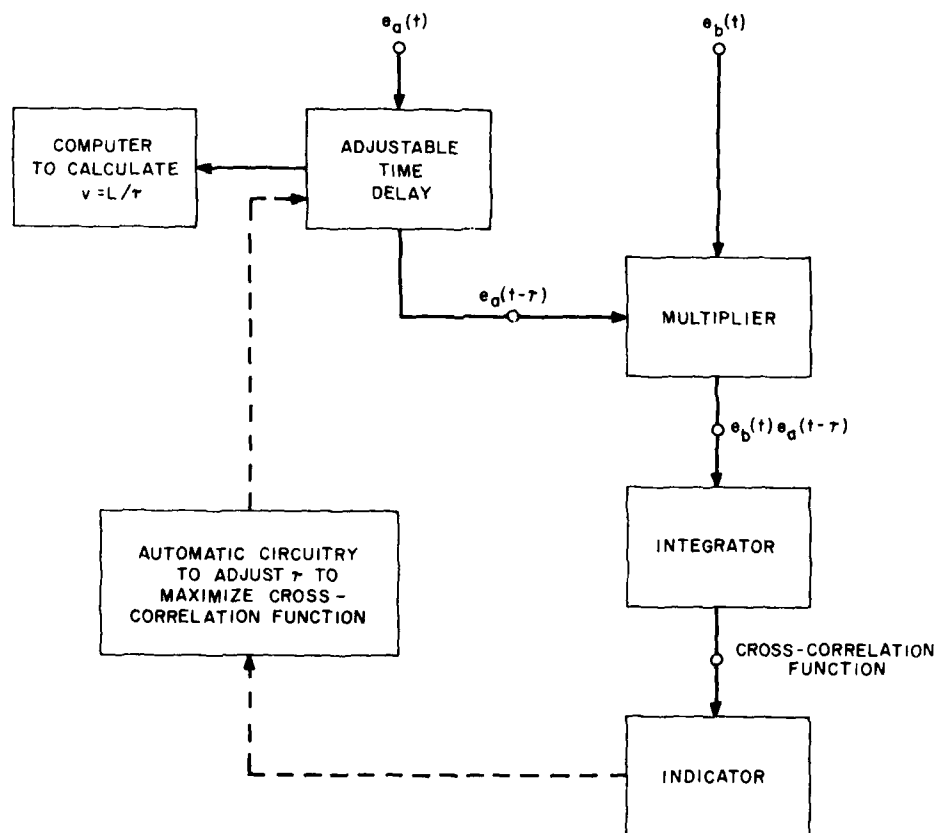 e_a(t)
e_b(t)
COMPUTER
TO CALCULATE
v = L/τ
ADJUSTABLE
TIME
DELAY
e_a(t-τ)
MULTIPLIER
e_b(t) e_a(t-τ)
AUTOMATIC CIRCUITRY
TO ADJUST τ TO
MAXIMIZE CROSS-
CORRELATION FUNCTION
INTEGRATOR
CROSS-CORRELATION
FUNCTION
INDICATOR